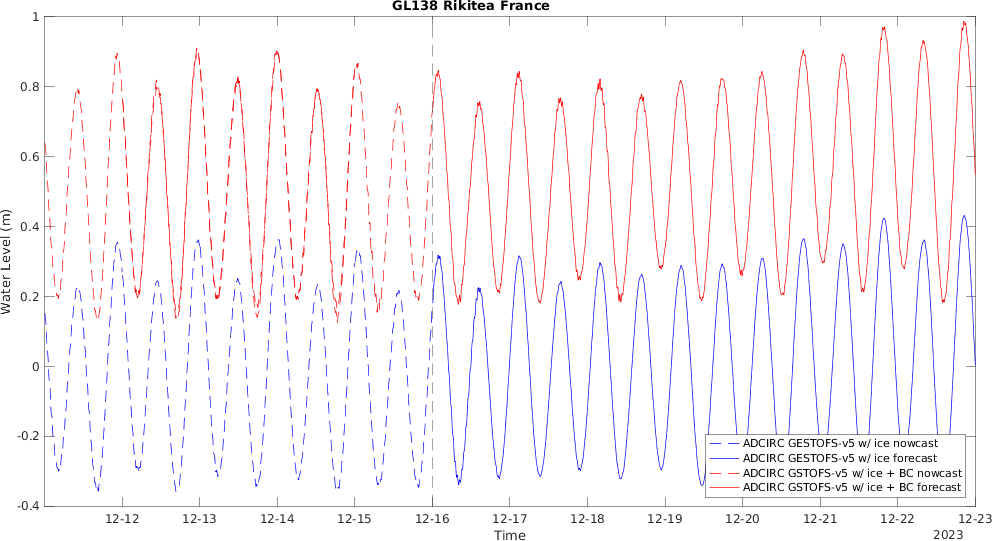 GL138 Rikitea France
1
0.8
0.6
0.4
0.2
0
-0.2
-0.4
Water Level (m)
ADCIRC GESTOFS-v5 w/ ice nowcast
ADCIRC GESTOFS-v5 w/ ice forecast
ADCIRC GSTOFS-v5 w/ ice + BC nowcast
ADCIRC GSTOFS-v5 w/ ice + BC forecast
12-12 12-13 12-14 12-15 12-16 12-17 12-18 12-19 12-20 12-21 12-22 12-23
Time
2023